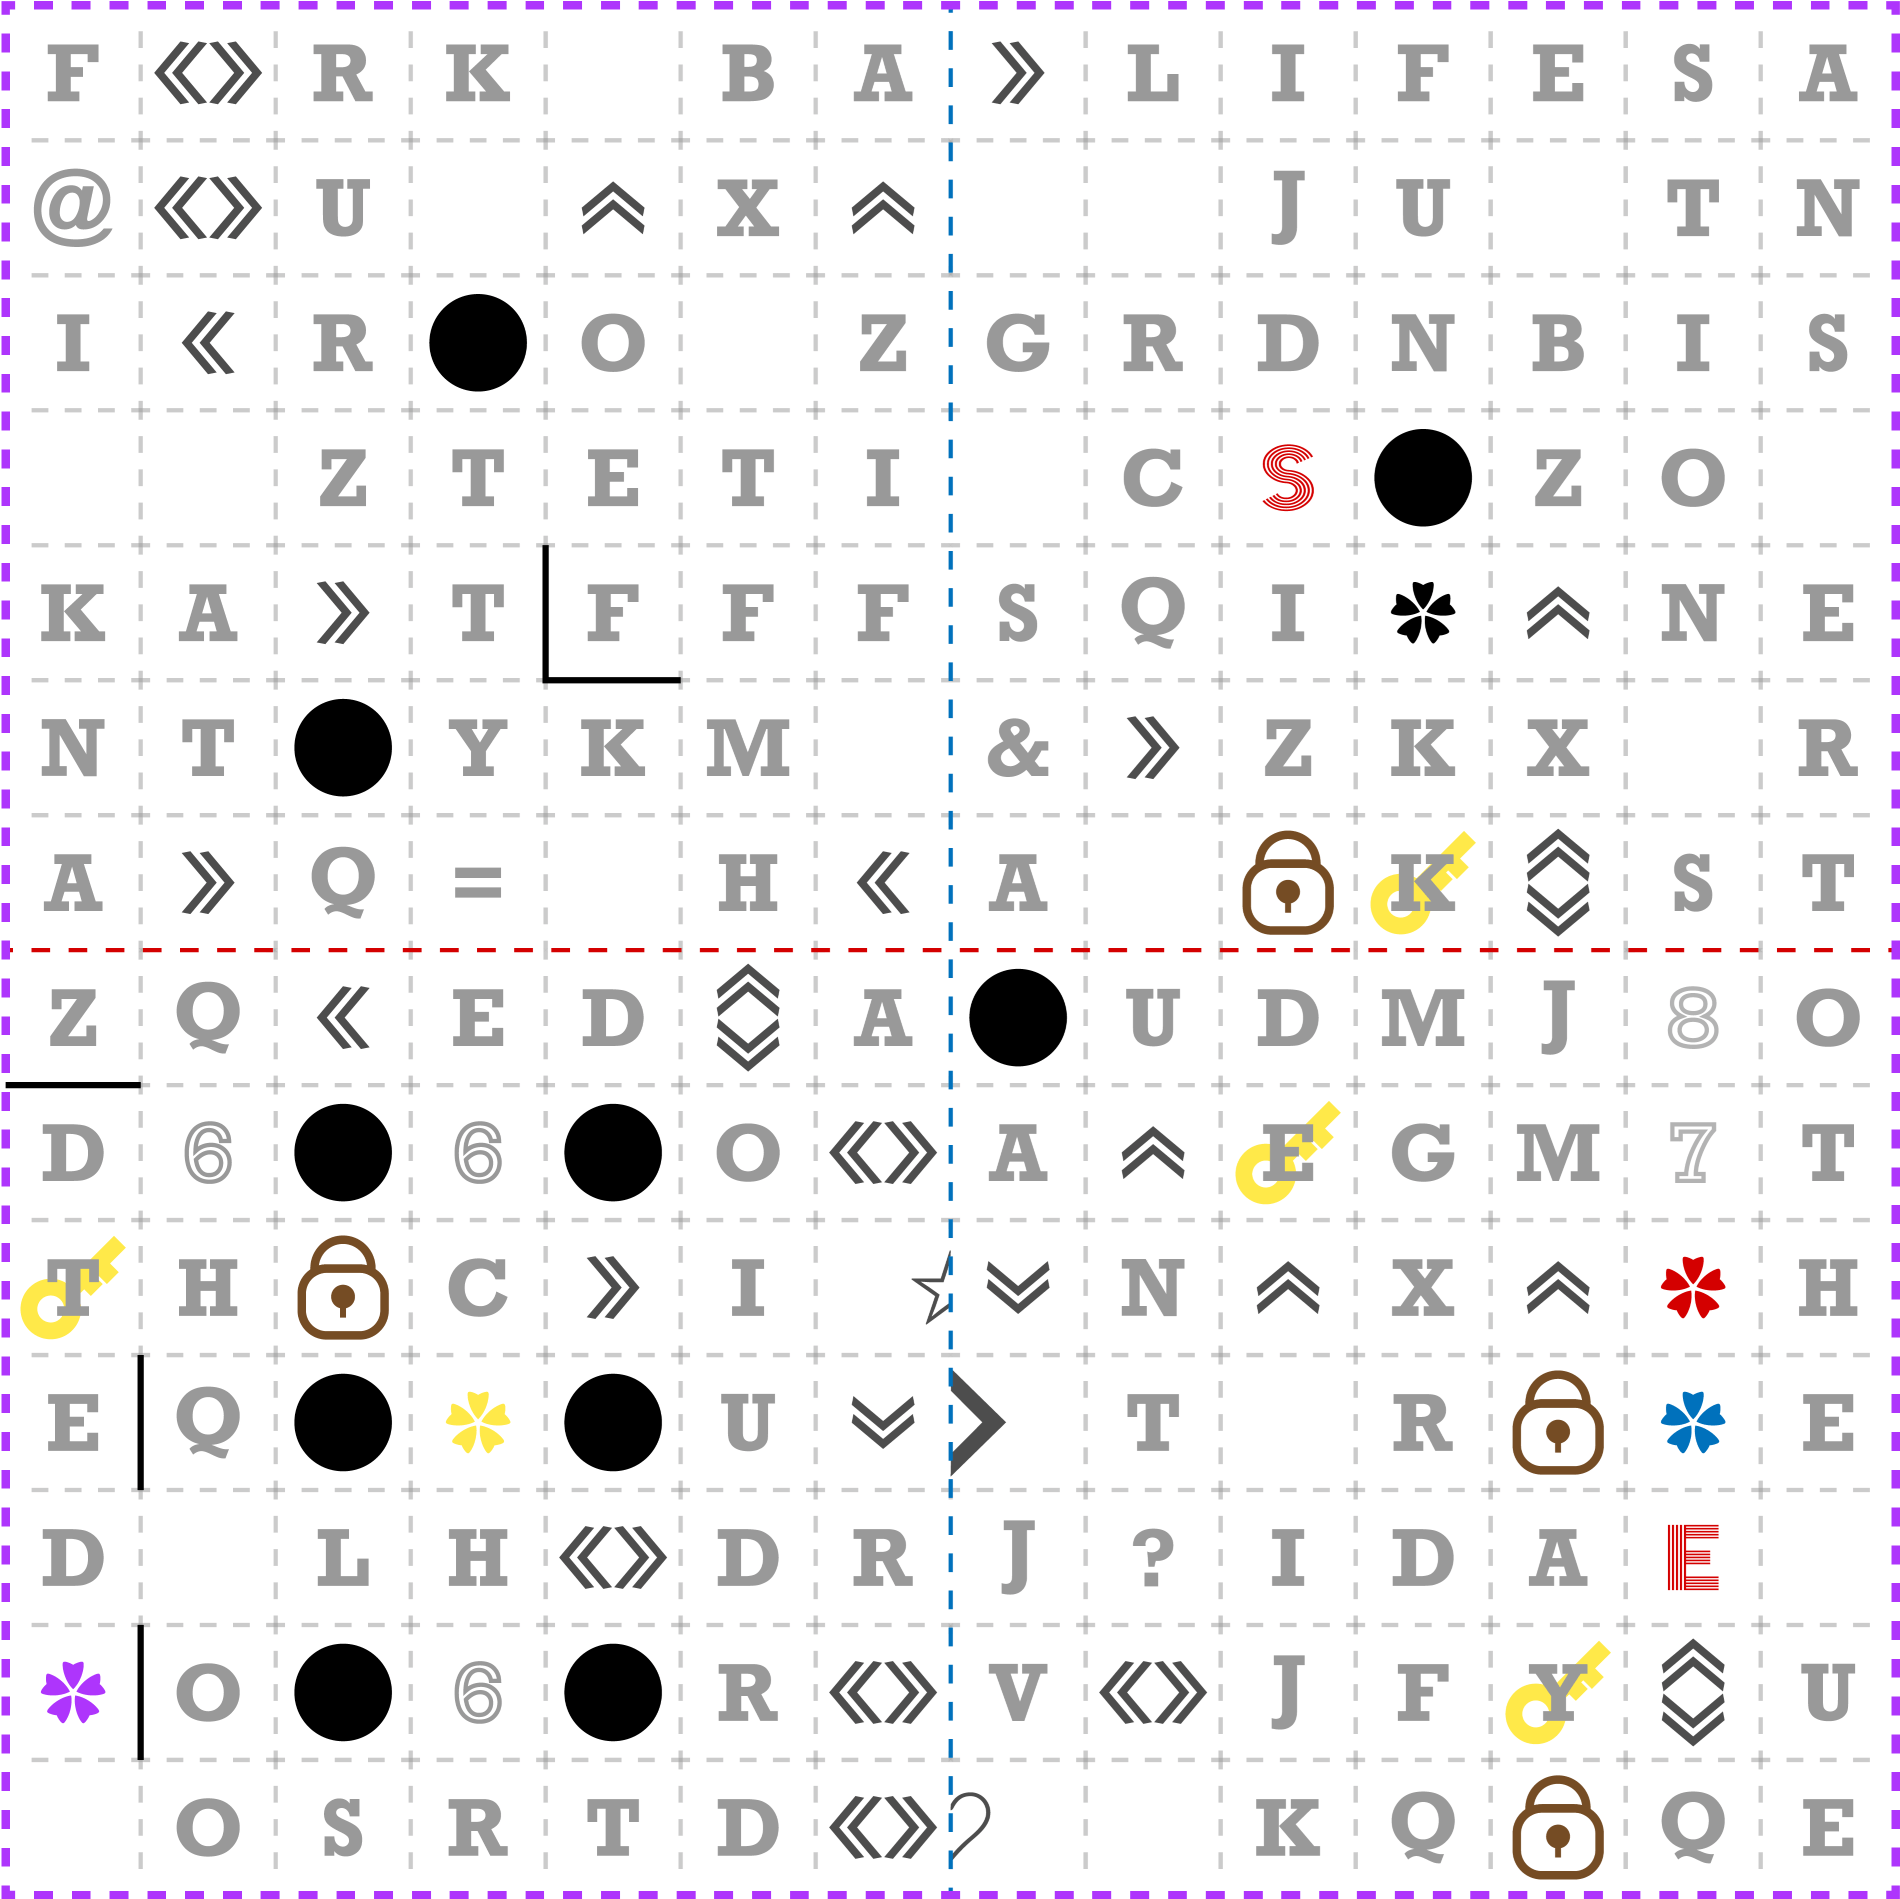 F R K B A L I F E S A
@ U X J U T N
I R O Z G R D N B I S
Z T E T I C S Z O
K A T F F F S Q I N E
N T Y K M & Z K X R
A Q = H A K S T
Z Q E D A U D M J 8 O
D 6 6 O A E G M 7 T
T H C I N X H
E Q U T R E
D L H D R J ? I D A E
O 6 R V J F Y U
O S R T D K Q Q E